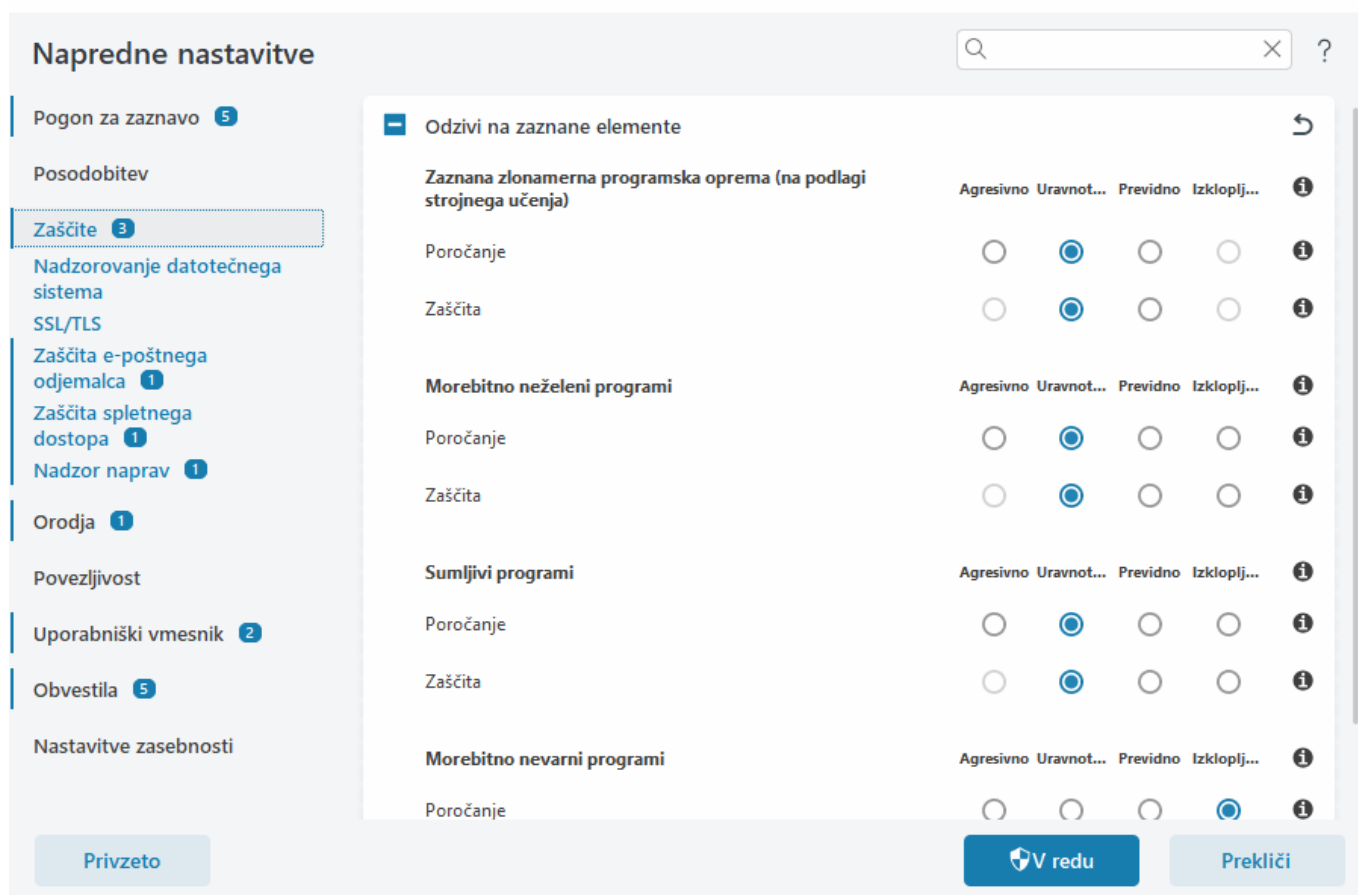 Napredne nastavitve
?
Pogon za zaznavo 5
Posodobitev
Zaščite 3
Nadzorovanje datotečnega
sistema
SSL/TLS
Zaščita e-poštnega
odjemalca 1
Zaščita spletnega
dostopa 1
Nadzor naprav 1
Orodja 1
Povezljivost
Uporabniški vmesnik 2
Obvestila 5
Nastavitve zasebnosti
Odzivi na zaznane elemente
Zaznana zlonamerna programska oprema (na podlagi
strojnega učenja)
Agresivno Uravnot... Previdno Izkloplj...
Poročanje
Zaščita
Morebitno neželeni programi
Agresivno Uravnot... Previdno Izkloplj...
Poročanje
Zaščita
Sumljivi programi
Agresivno Uravnot... Previdno Izkloplj...
Poročanje
Zaščita
Morebitno nevarni programi
Agresivno Uravnot... Previdno Izkloplj...
Poročanje
Privzeto
V redu
Prekliči